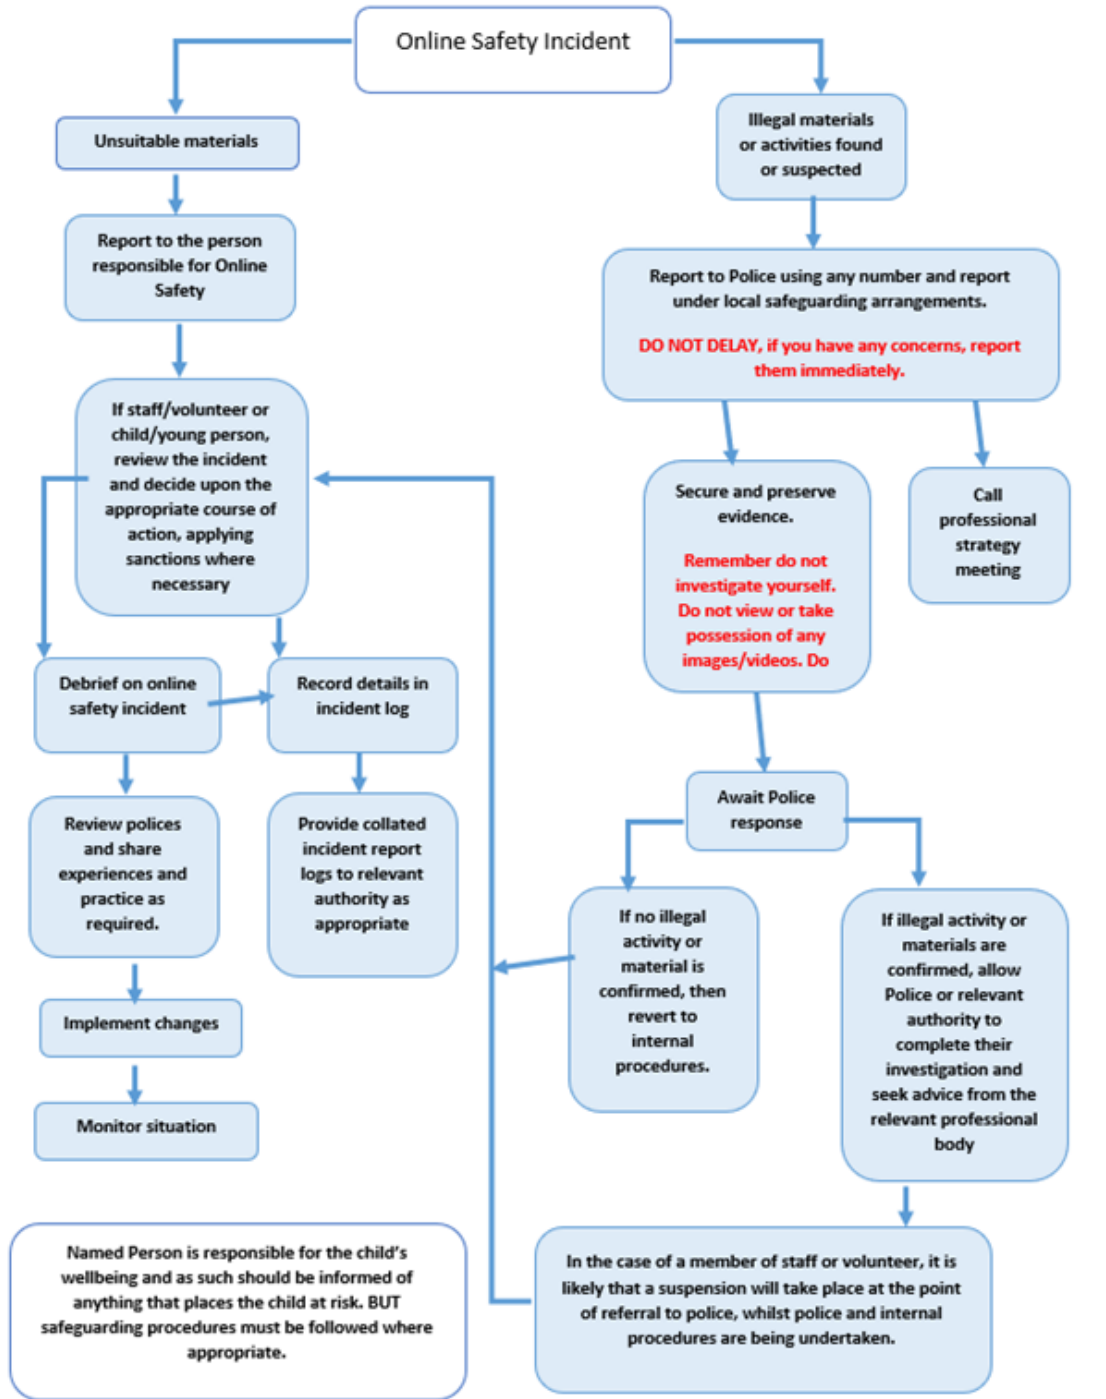 Online Safety Incident
Unsuitable materials
Illegal materials
or activities found
or suspected
Report to the person
responsible for Online
Safety
Report to Police using any number and report
under local safeguarding arrangements.
DO NOT DELAY, if you have any concerns, report
them immediately.
If staff/volunteer or
child/young person,
review the incident
and decide upon the
appropriate course of
action, applying
sanctions where
necessary
Secure and preserve
evidence.
Remember do not
investigate yourself.
Do not view or take
possession of any
images/videos. Do
Call
professional
strategy
meeting
Debrief on online
safety incident
Record details in
incident log
Review polices
and share
experiences and
practice as
required.
Provide collated
incident report
logs to relevant
authority as
appropriate
Await Police
response
If no illegal
activity or
material is
confirmed, then
revert to
internal
procedures.
If illegal activity or
materials are
confirmed, allow
Police or relevant
authority to
complete their
investigation and
seek advice from the
relevant professional
body
Implement changes
Monitor situation
Named Person is responsible for the child's
wellbeing and as such should be informed of
anything that places the child at risk. BUT
safeguarding procedures must be followed where
appropriate.
In the case of a member of staff or volunteer, it is
likely that a suspension will take place at the point
of referral to police, whilst police and internal
procedures are being undertaken.